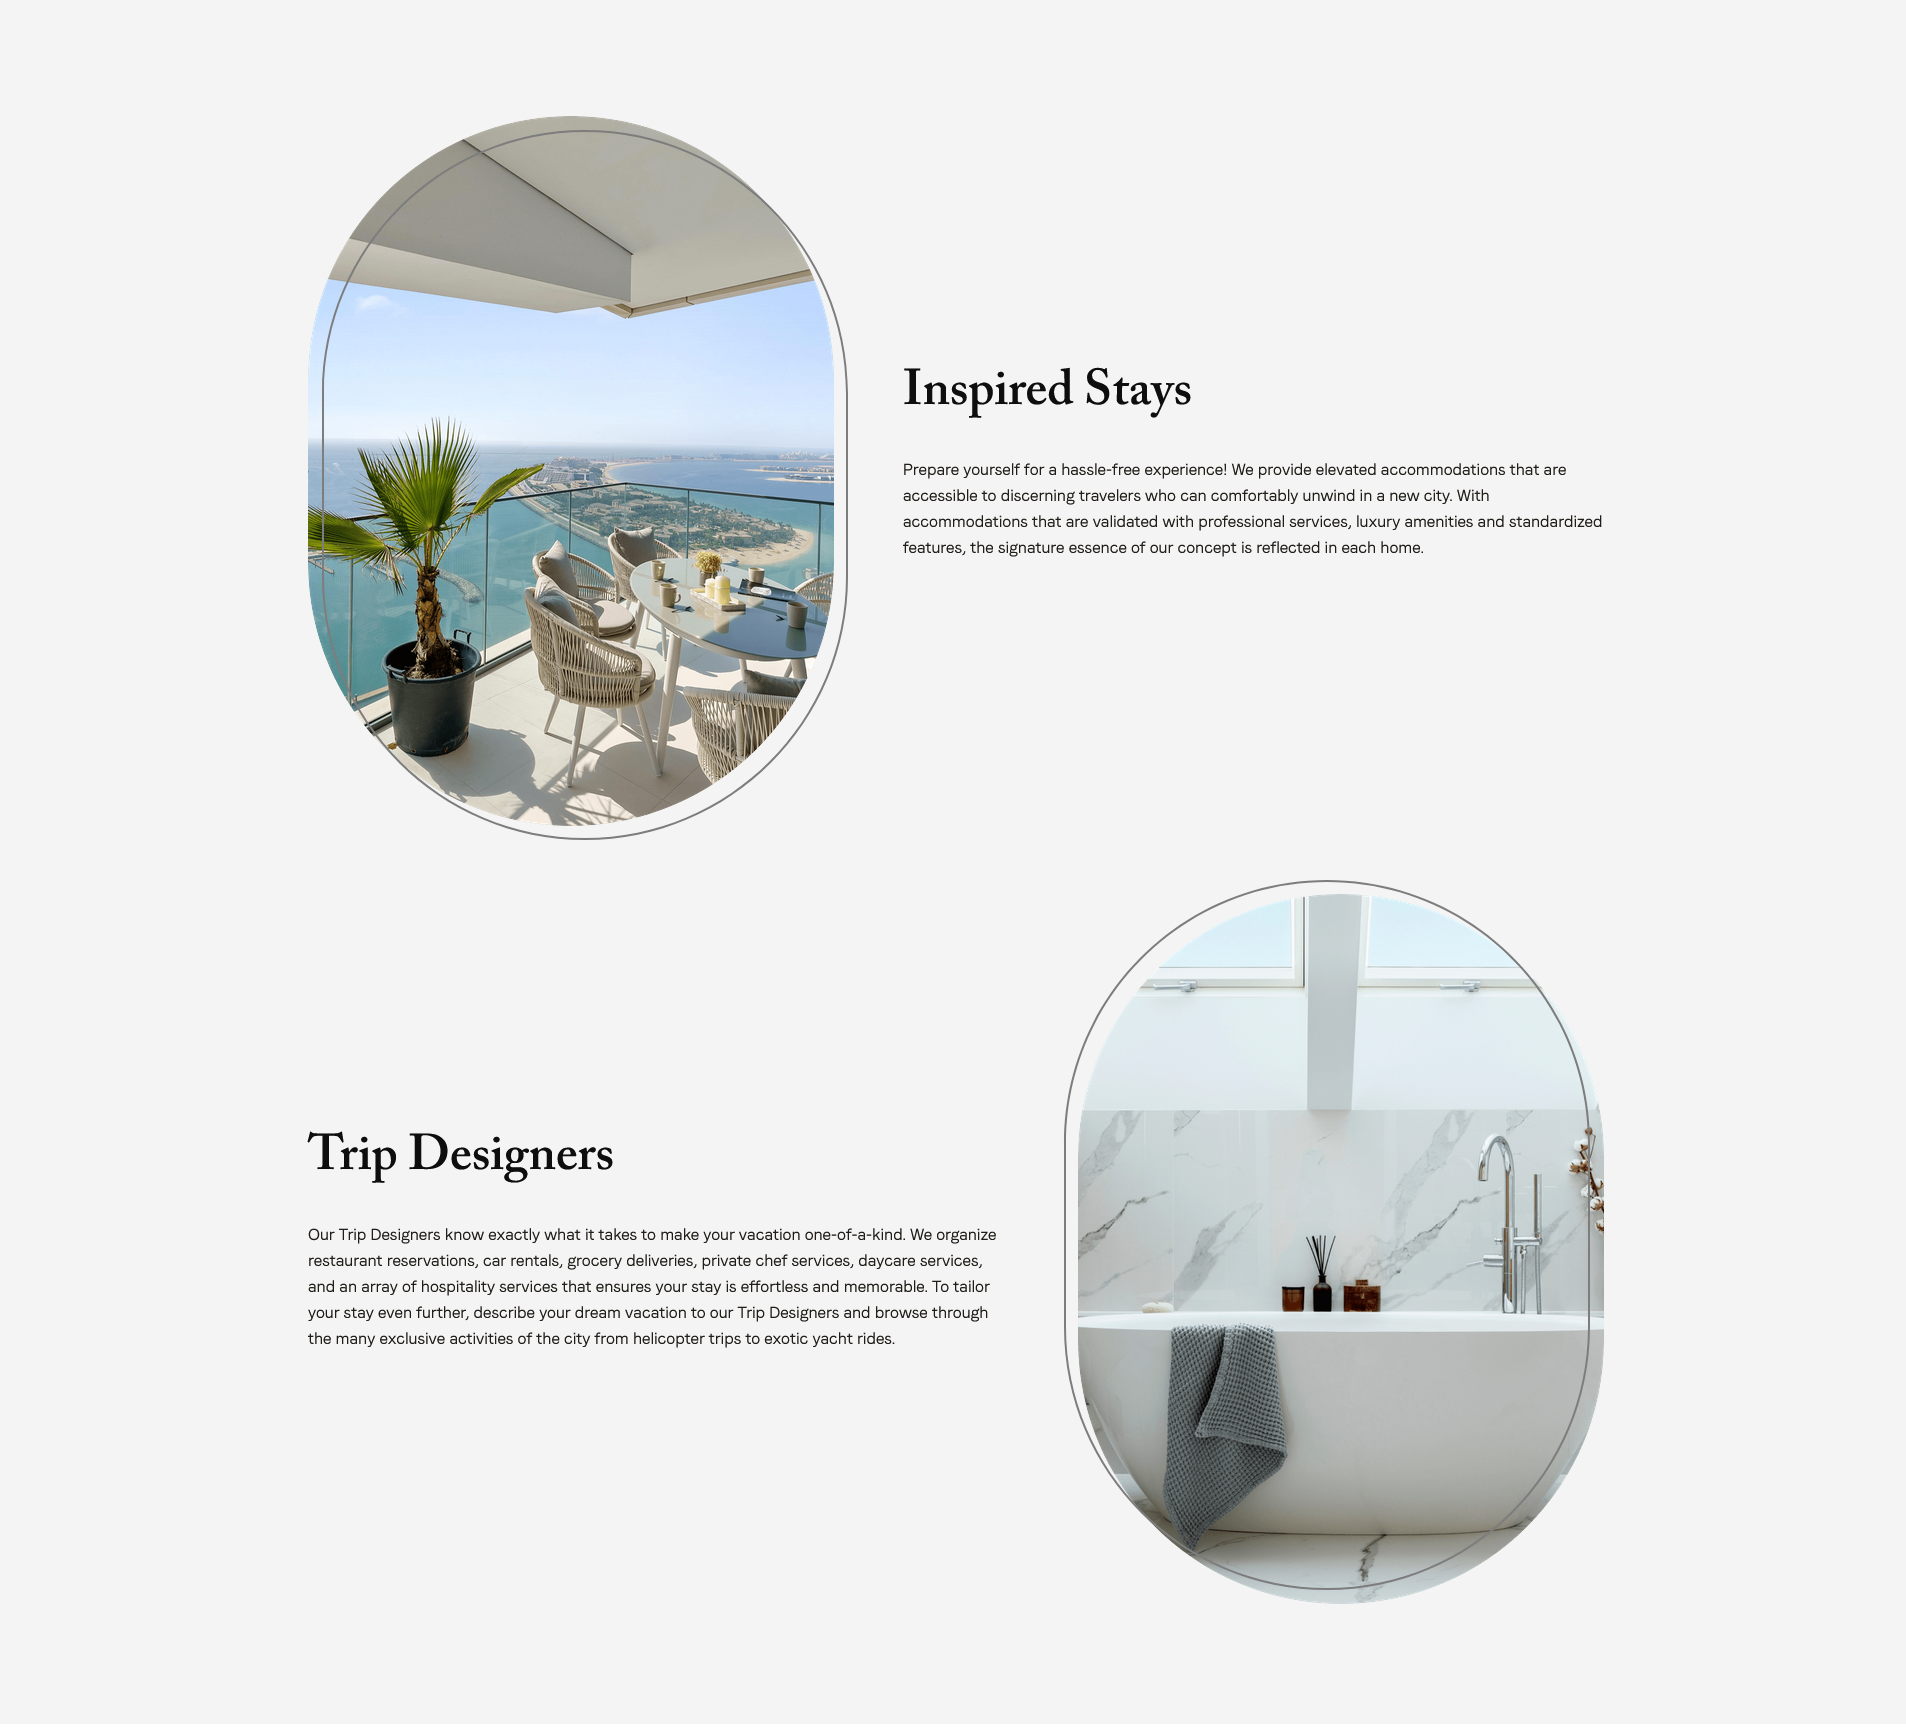 Inspired Stays
Prepare yourself for a hassle-free experience! We provide elevated accommodations that are
accessible to discerning travelers who can comfortably unwind in a new city. With
accommodations that are validated with professional services, luxury amenities and standardized
features, the signature essence of our concept is reflected in each home.
Trip Designers
Our Trip Designers know exactly what it takes to make your vacation one-of-a-kind. We organize
restaurant reservations, car rentals, grocery deliveries, private chef services, daycare services,
and an array of hospitality services that ensures your stay is effortless and memorable. To tailor
your stay even further, describe your dream vacation to our Trip Designers and browse through
the many exclusive activities of the city from helicopter trips to exotic yacht rides.